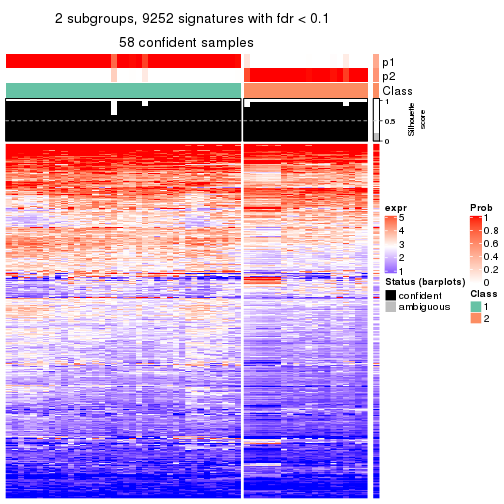 2 subgroups, 9252 signatures with fdr < 0.1
58 confident samples
p1
p2
Class
1
0.5
0
Silhouette
score
expr
5
4
3
2
1
Status (barplots)
confident
ambiguous
Prob
1
0.8
0.6
0.4
0.2
0
Class
1
2